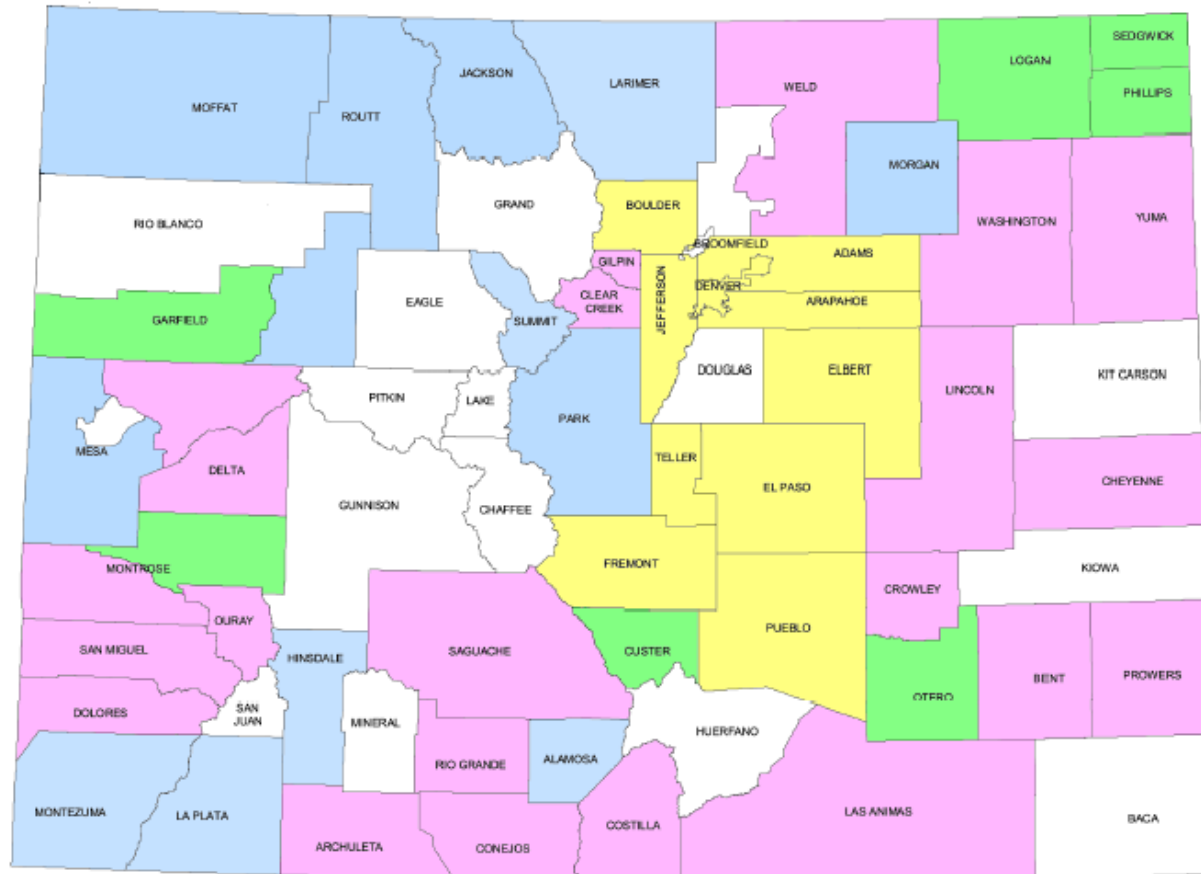 SEDGWICK
LOGAN
JACKSON
LARIMER
WELD
PHILLIPS
MOFFAT
ROUTT
MORGAN
GRAND
BOULDER
RIO BLANCO
WASHINGTON
YUMA
BROOMFIELD
ADAMS
GILPIN
DENVER
CLEAR
CREEK
JEFFERSON
ARAPAHOE
EAGLE
GARFIELD
SUMMIT
DOUGLAS
ELBERT
KIT CARSON
LINCOLN
PITKIN
LAKE
PARK
MESA
DELTA
TELLER
CHEYENNE
EL PASO
GUNNISON
CHAFFEE
FREMONT
MONTROSE
KIOWA
CROWLEY
OURAY
PUEBLO
SAN MIGUEL
HINSDALE
SAGUACHE
CUSTER
BENT
PROWERS
OTERO
DOLORES
SAN
JUAN
MINERAL
HUERFANO
RIO GRANDE
ALAMOSA
MONTEZUMA
LA PLATA
LAS ANIMAS
BACA
COSTILLA
ARCHULETA
CONEJOS